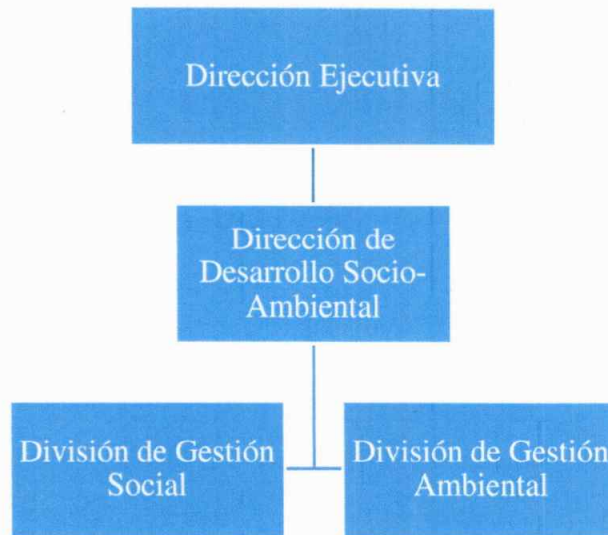 Dirección Ejecutiva
Dirección de
Desarrollo Socio-
Ambiental
División de Gestión
Social
División de Gestión
Ambiental